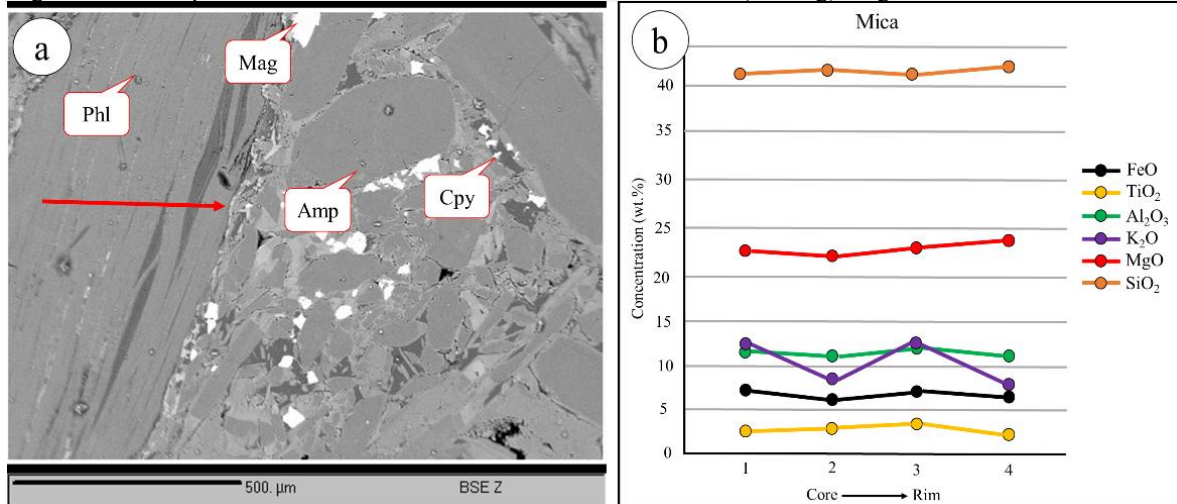 a
Mag
Phl
Amp
Cpy
500. µm
BSE Z
b
Mica
Concentration (wt.%)
40
35
30
25
20
15
10
5
0
1
2
3
4
Core
Rim
FeO
TiO₂
Al₂O₃
K₂O
MgO
SiO₂